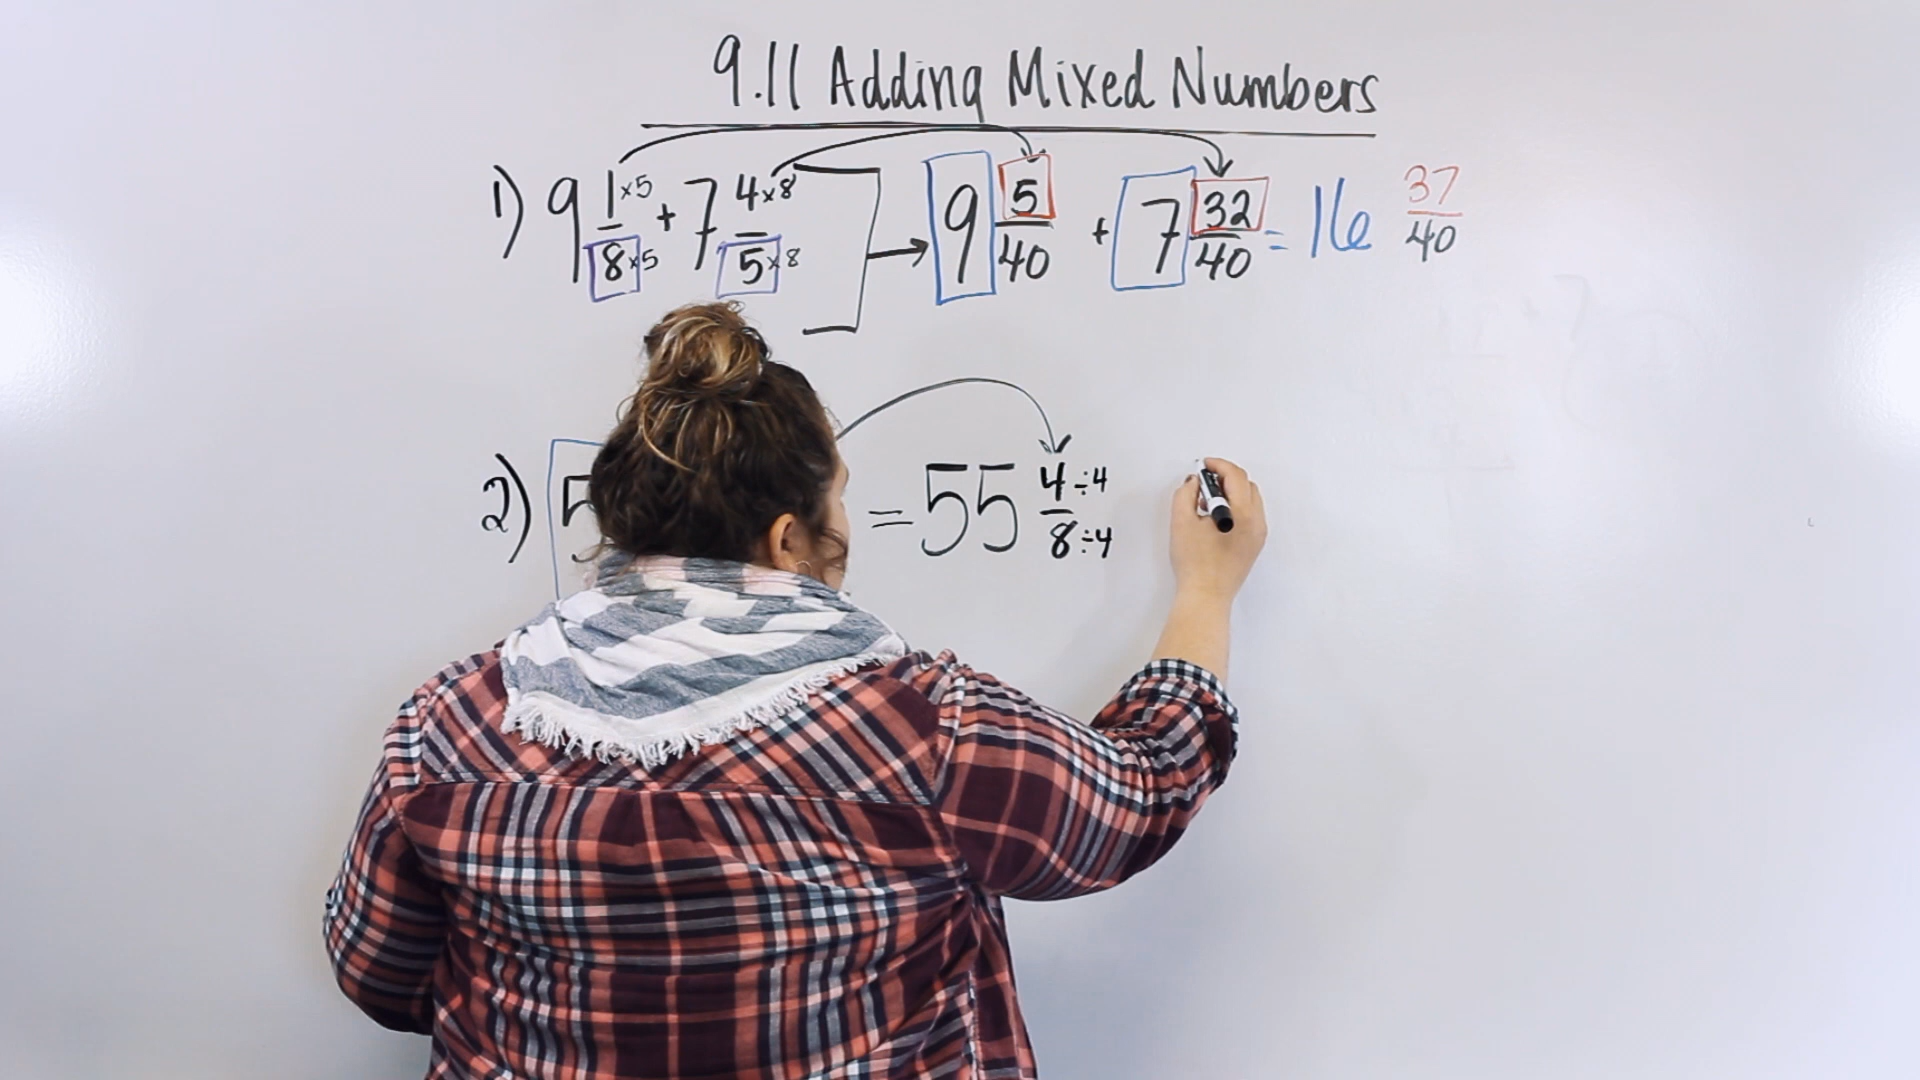 9.11 Adding Mixed Numbers
1) 9 1×5/8×5 + 7 4×8/5×8 → 9 5/40 + 7 32/40 = 16 37/40
2) 5 = 55 4÷4/8÷4